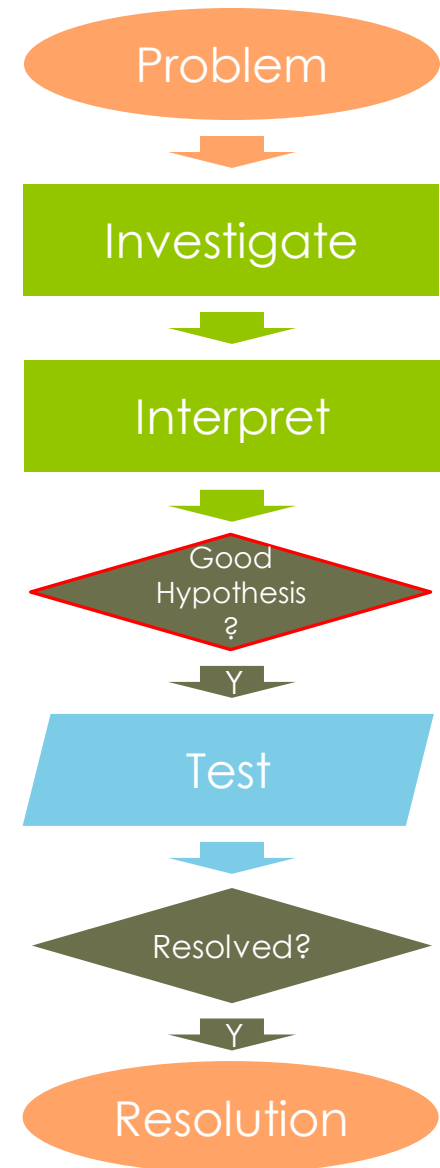 Problem
Investigate
Interpret
Good
Hypothesis
?
Y
Test
Resolved?
Y
Resolution